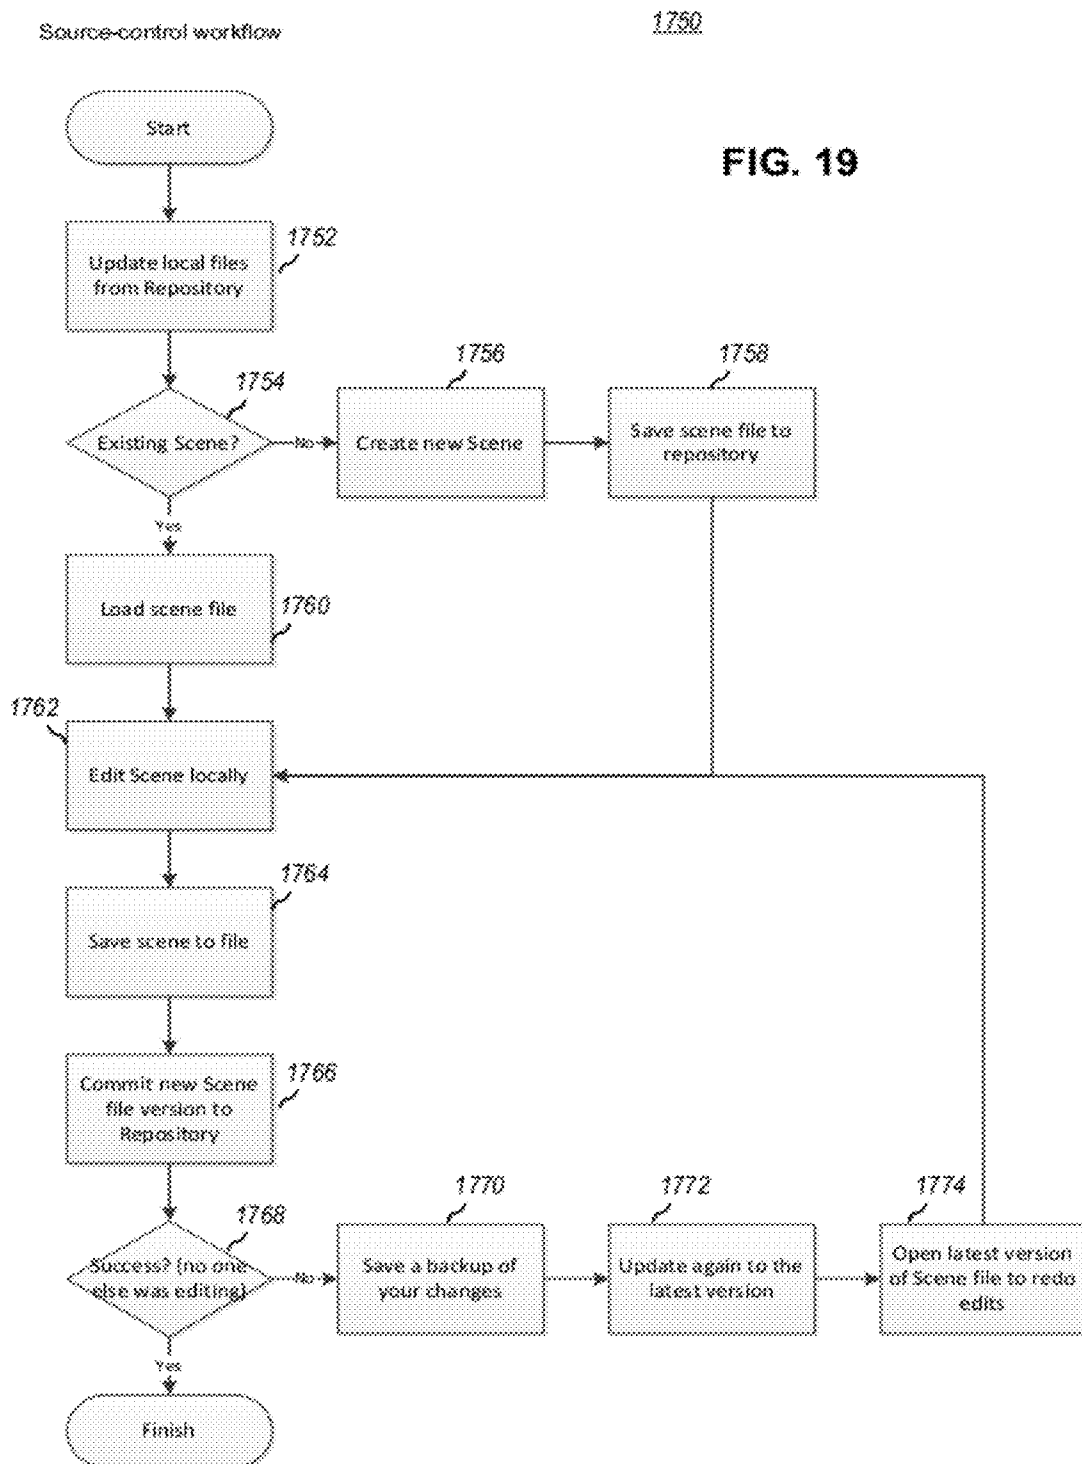 Source-control workflow
1750
Start
FIG. 19
1752
Update local files
from Repository
1754
Existing Scene?
No
1756
Create new Scene
1758
Save scene file to
repository
Yes
Load scene file
1760
1762
Edit Scene locally
1764
Save scene to file
1766
Commit new Scene
file version to
Repository
1768
Success? (no one
else was editing)
No
1770
Save a backup of
your changes
1772
Update again to the
latest version
1774
Open latest version
of Scene file to redo
edits
Yes
Finish